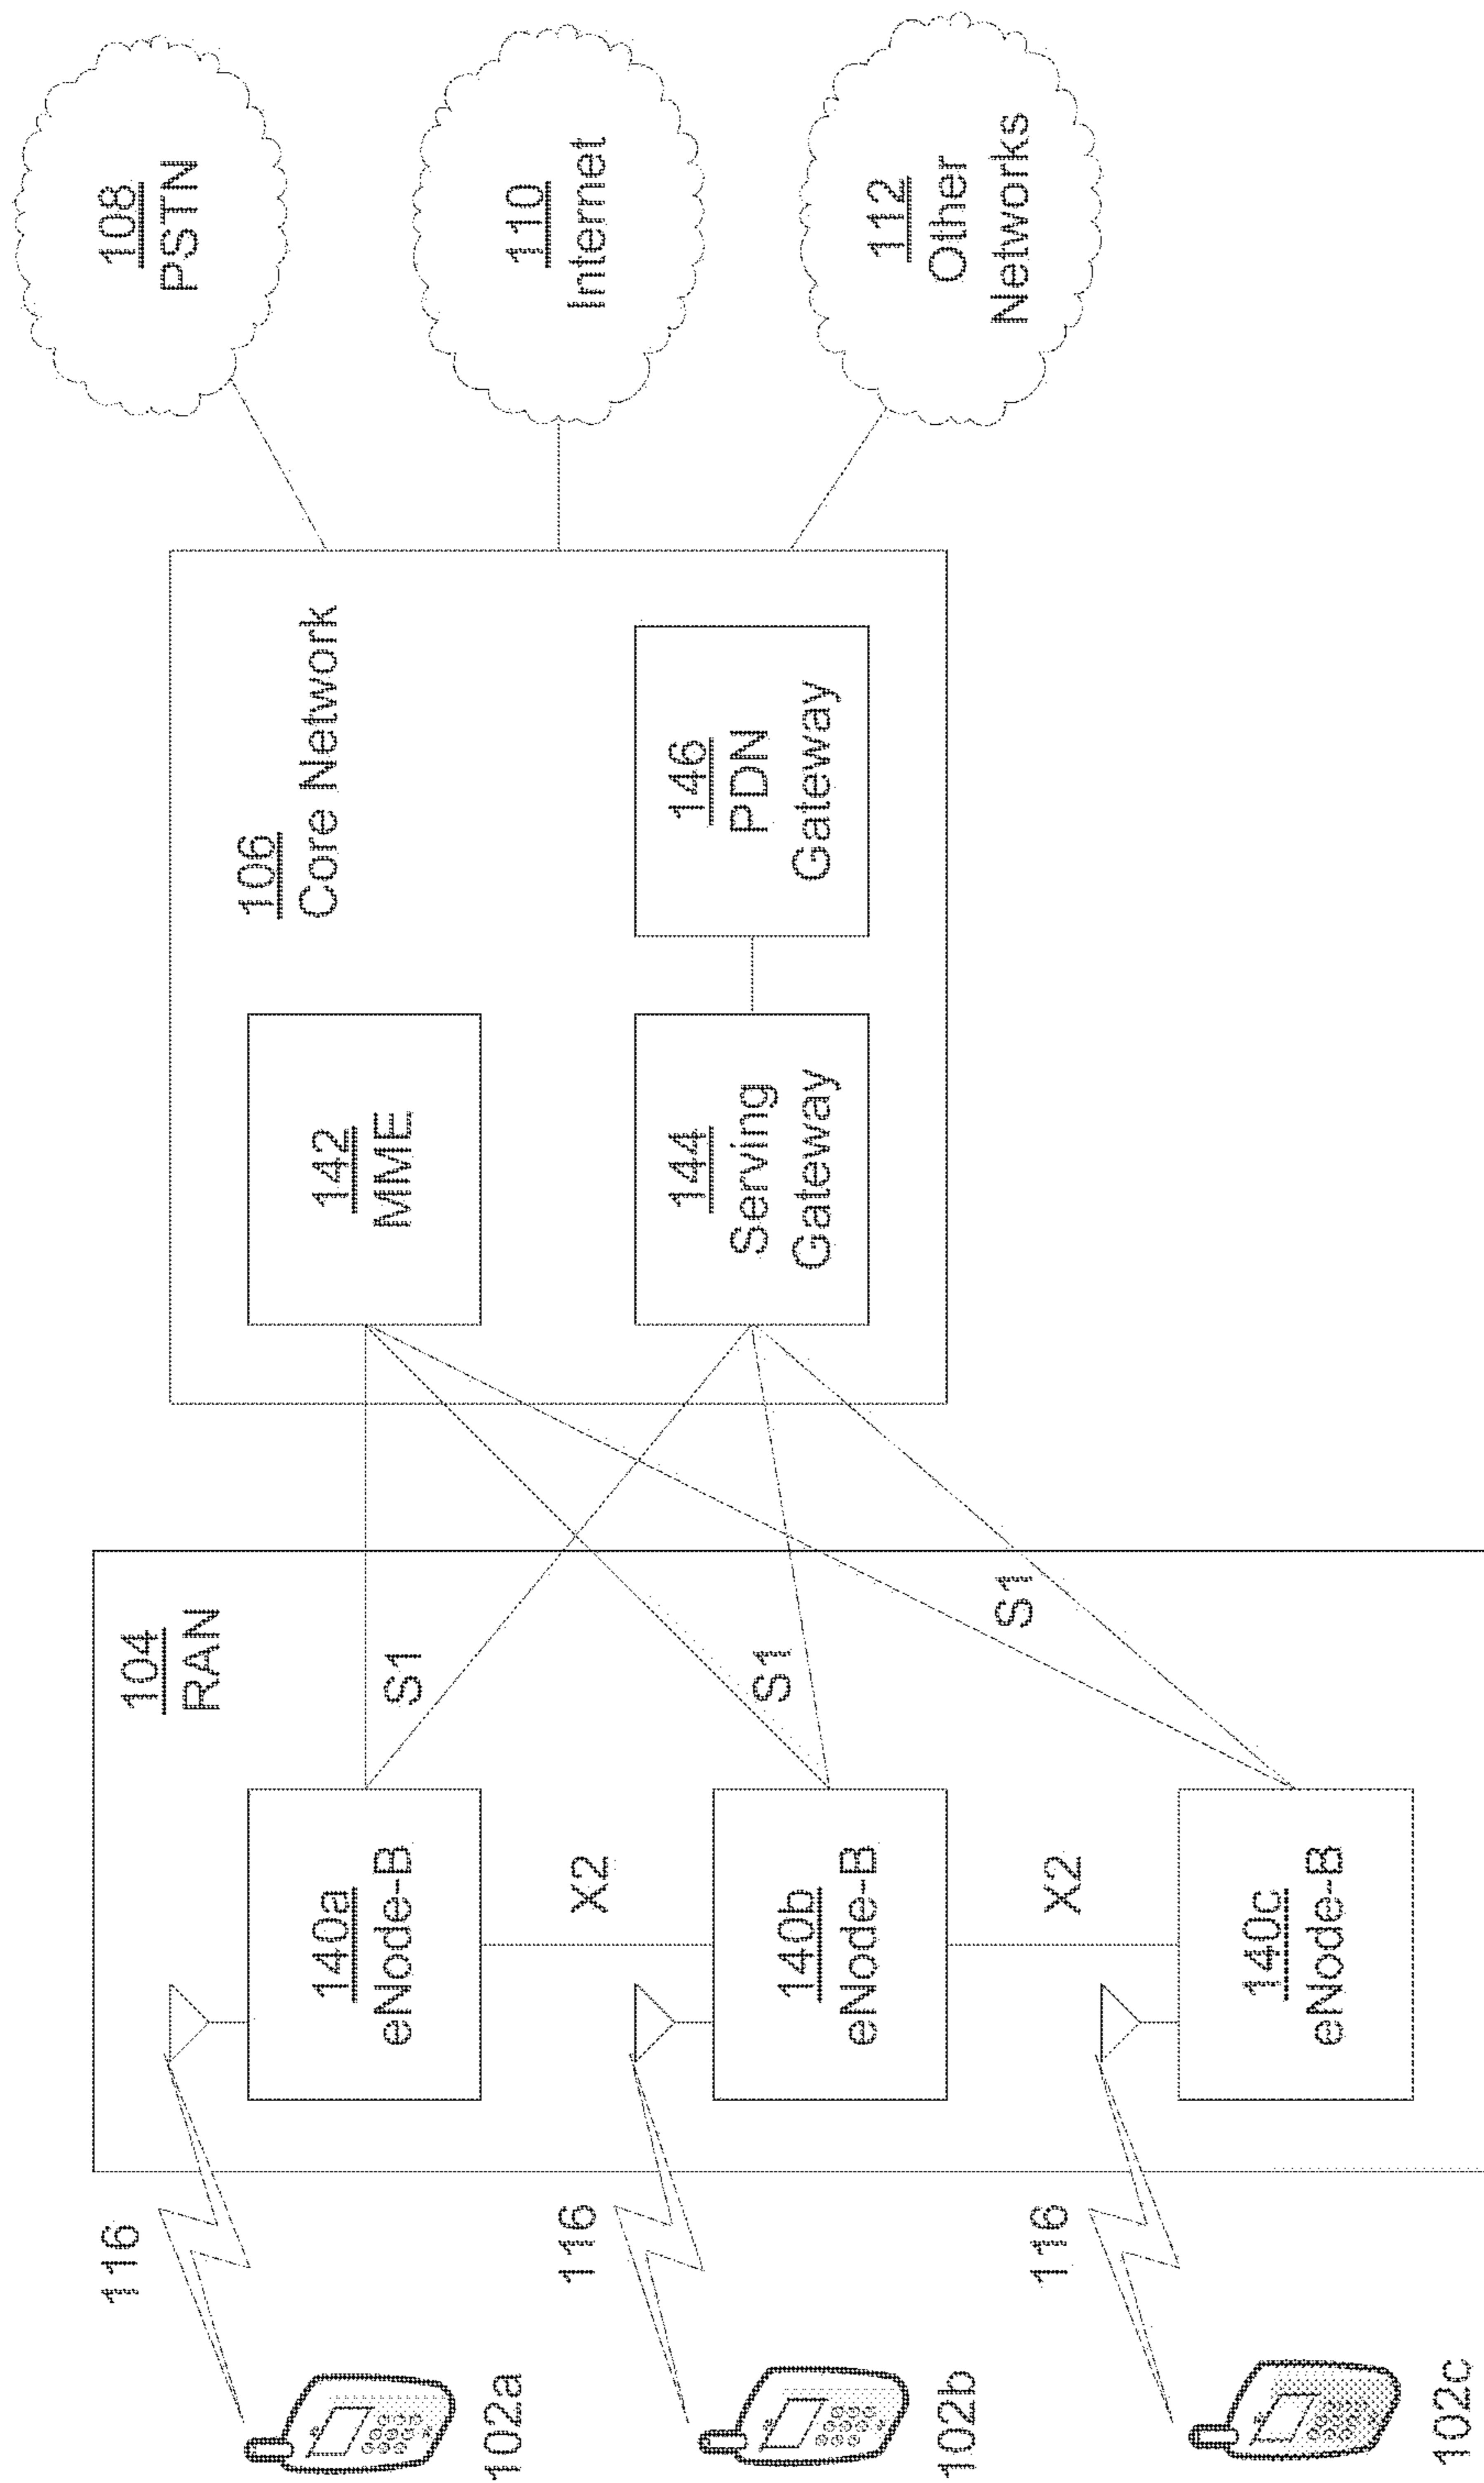 116
102a
116
102b
116
102c
104
RAN
140a
eNode-B
X2
140b
eNode-B
X2
140c
eNode-B
S1
S1
S1
106
Core Network
142
MME
144
Serving
Gateway
146
PDN
Gateway
108
PSTN
110
Internet
112
Other
Networks